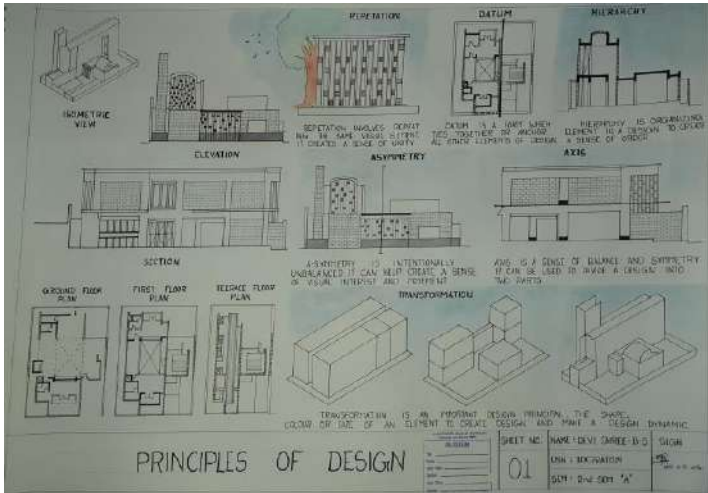 REPETATION
DATUM
HIERARCHY
ISOMETRIC
VIEW
REPETATION INVOLVES REPEAT
THE SAME VISUAL ELEMENT
IT CREATED A SENSE OF UNITY
DATUM IS A FORM WHICH
TIES TOGETHER OR ANCHOR
ALL OTHER ELEMENTS OF DESIGN
HIERARCHY IS ORGANIZING
ELEMENT IN A DESIGN TO CREATE
A SENSE OF ORDER
ELEVATION
ASYMMETRY
AXIS
SECTION
A-SYMMETRY IS INTENTIONALLY
UNBALANCED IT CAN HELP CREATE A SENSE
OF VISUAL INTEREST AND
AXIS IS A SENSE OF BALANCE AND SYMMETRY
IT CAN BE USED TO DIVIDE A DESIGN INTO
TWO PARTS
GROUND FLOOR
PLAN
FIRST FLOOR
PLAN
TERRACE FLOOR
PLAN
TRANSFORMATION
TRANSFORMATION IS AN IMPORTANT DESIGN PRINCIPAL THE SHAPE,
COLOUR OR SIZE OF AN ELEMENT TO CREATE DESIGN AND MAKE A DESIGN DYNAMIC
PRINCIPLES OF DESIGN
SHEET NO.
01
NAME : DEVI SHREE
USN :
SEM : 2nd SEM "A"
SIGN